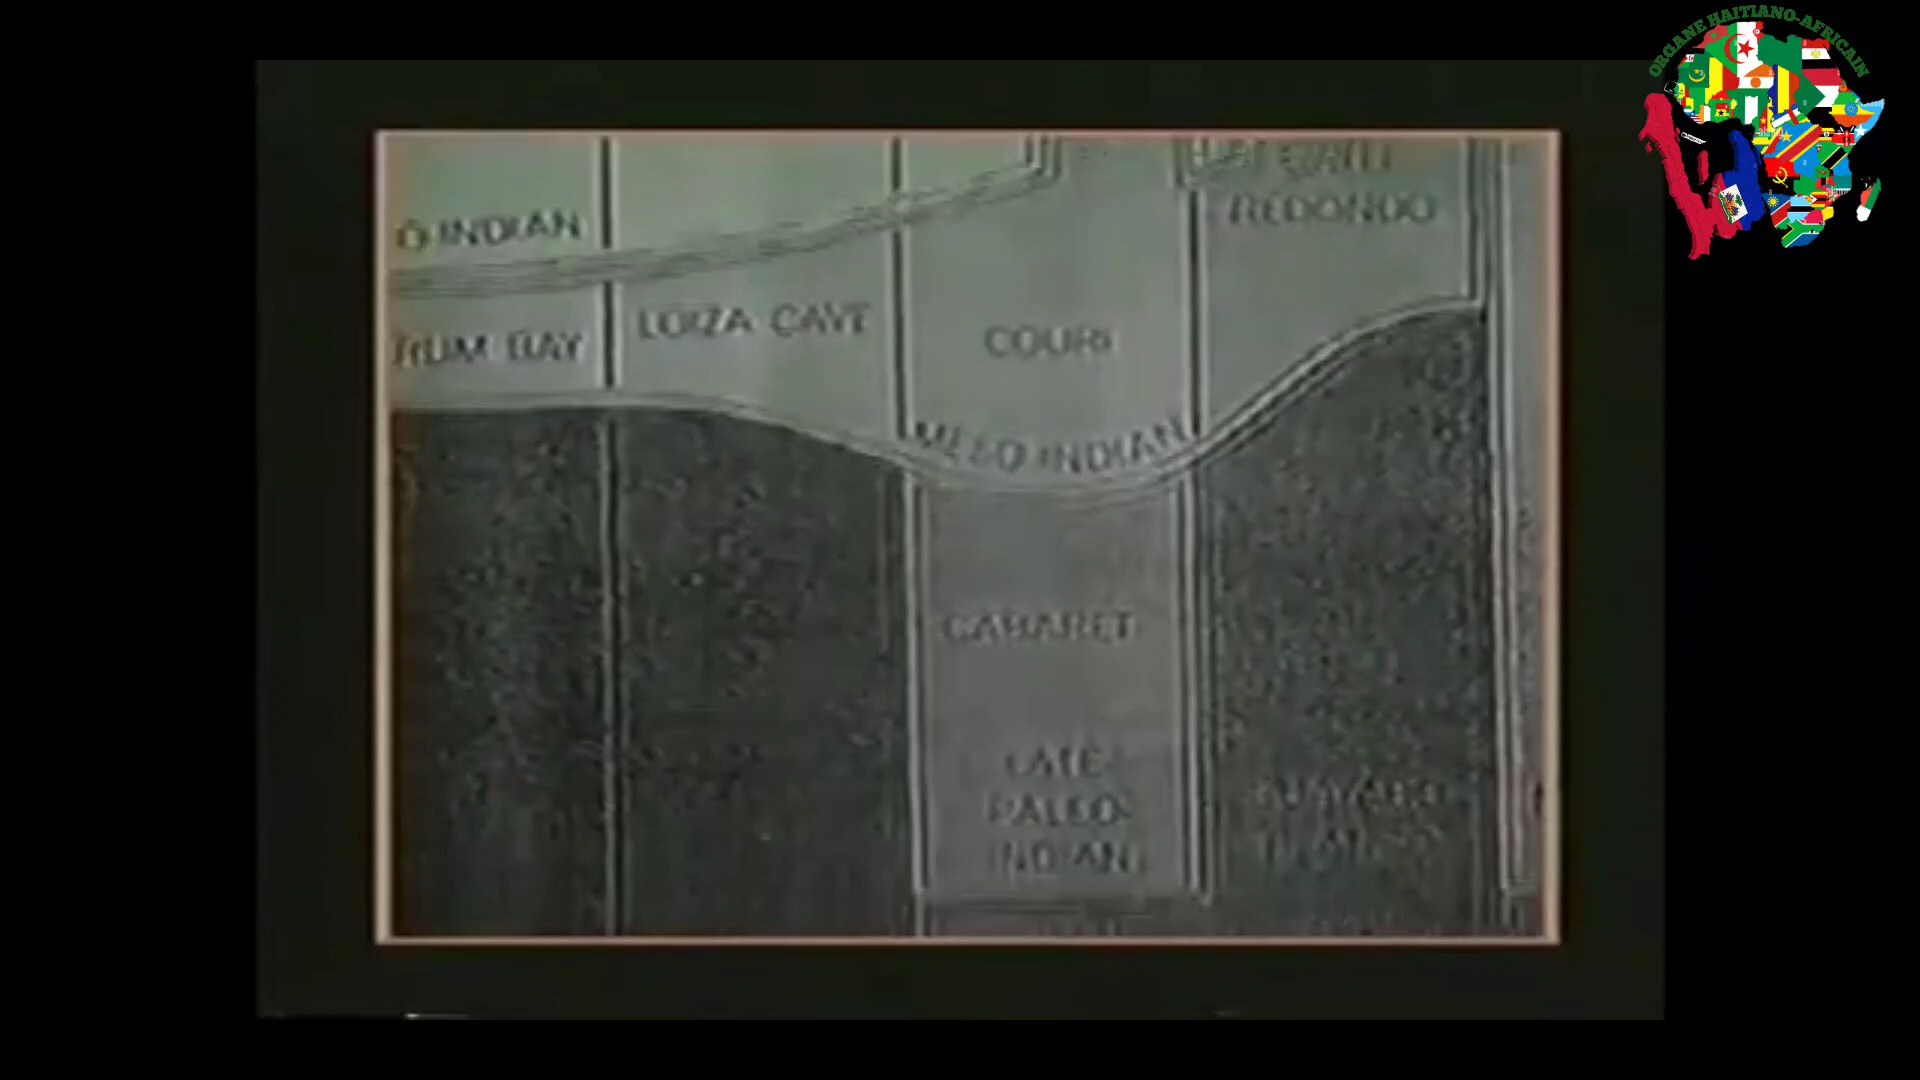 ORGANE HAITIANO-AFRICAIN
REDONDO
O-INDIAN
LOIZA CAVE
RUM BAY
COURI
MESO-INDIAN
CABARET
LATE
PALEO-
INDIAN